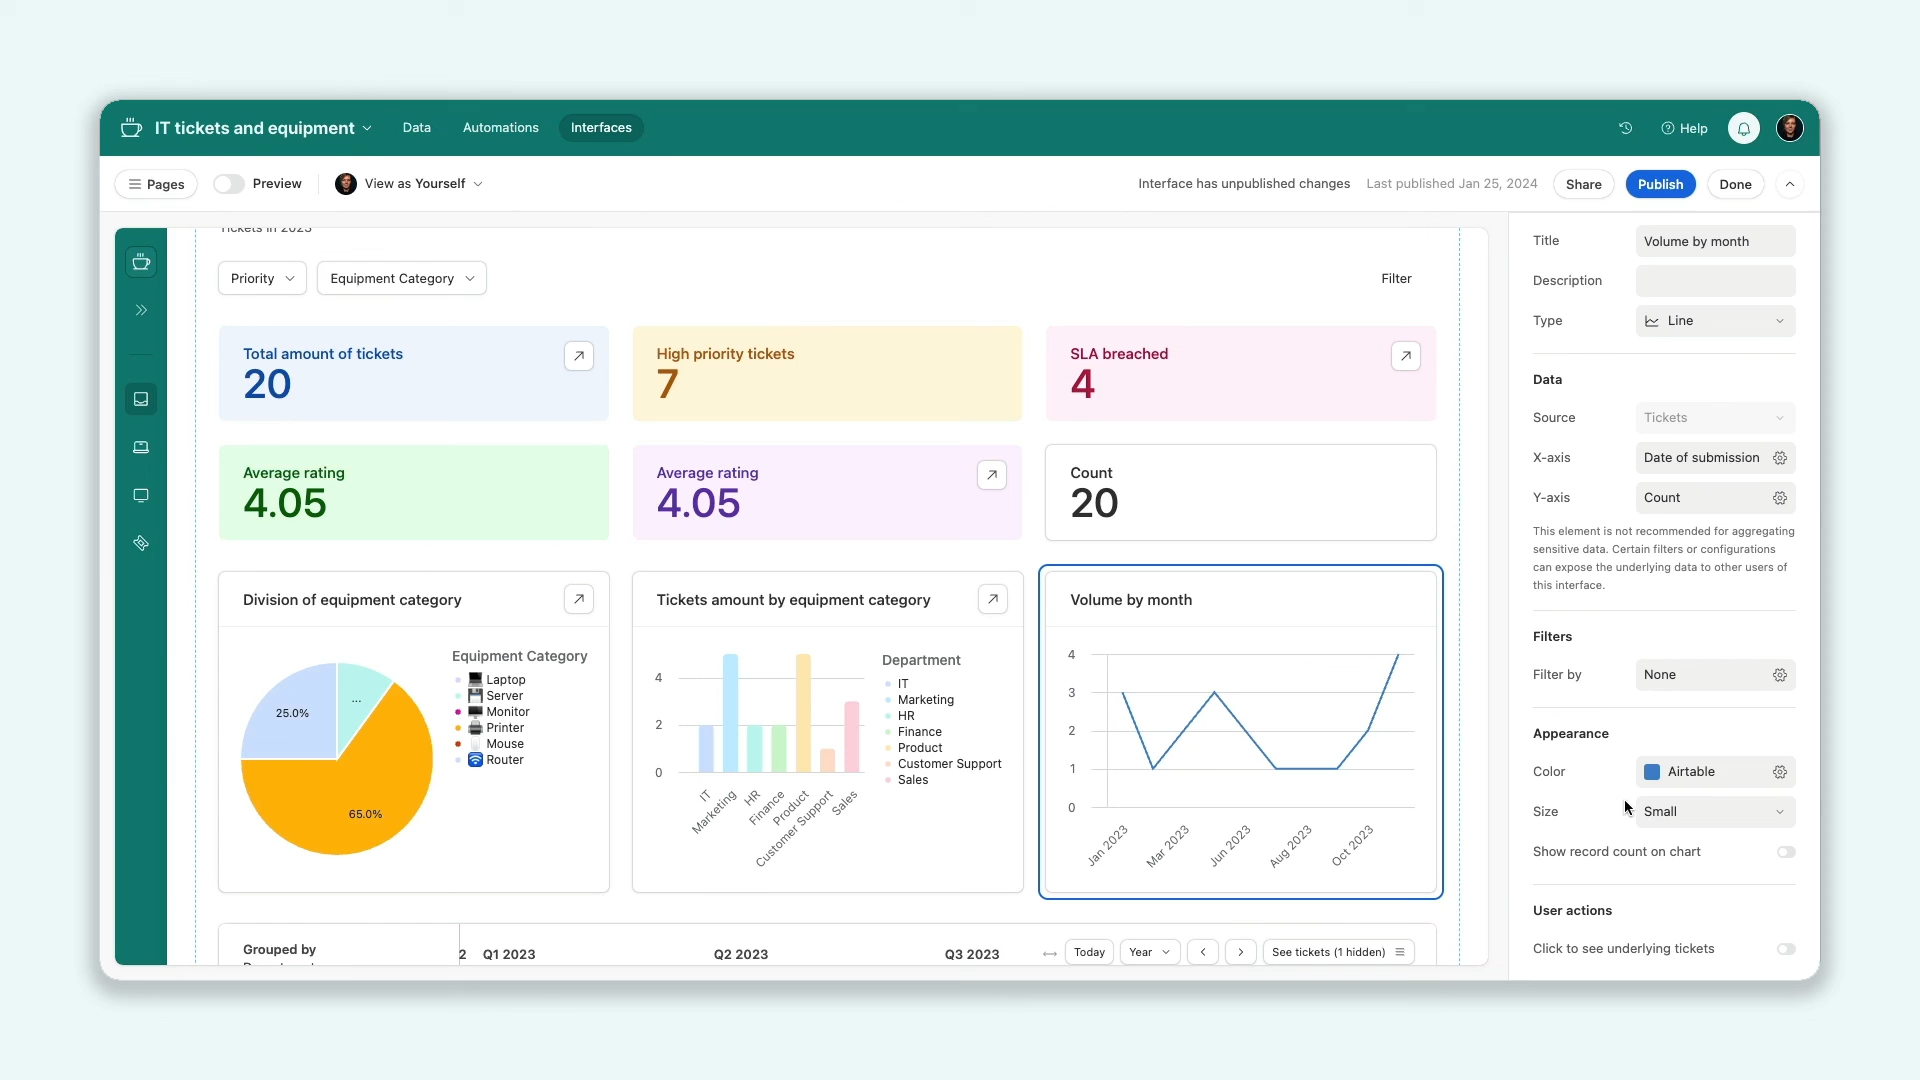 IT tickets and equipment
Data
Automations
Interfaces
Help
Pages
Preview
View as Yourself
Interface has unpublished changes
Last published Jan 25, 2024
Share
Publish
Done
Tickets in 2023
Priority
Equipment Category
Filter
Total amount of tickets
20
High priority tickets
7
SLA breached
4
Average rating
4.05
Average rating
4.05
Count
20
Division of equipment category
25.0%
...
65.0%
Equipment Category
Laptop
Server
Monitor
Printer
Mouse
Router
Tickets amount by equipment category
4
2
0
IT
Marketing
HR
Finance
Product
Customer Support
Sales
Department
IT
Marketing
HR
Finance
Product
Customer Support
Sales
Volume by month
4
3
2
1
0
Jan 2023
Mar 2023
Jun 2023
Aug 2023
Oct 2023
Grouped by
2
Q1 2023
Q2 2023
Q3 2023
Today
Year
See tickets (1 hidden)
Title
Volume by month
Description
Type
Line
Data
Source
Tickets
X-axis
Date of submission
Y-axis
Count
This element is not recommended for aggregating
sensitive data. Certain filters or configurations
can expose the underlying data to other users of
this interface.
Filters
Filter by
None
Appearance
Color
Airtable
Size
Small
Show record count on chart
User actions
Click to see underlying tickets